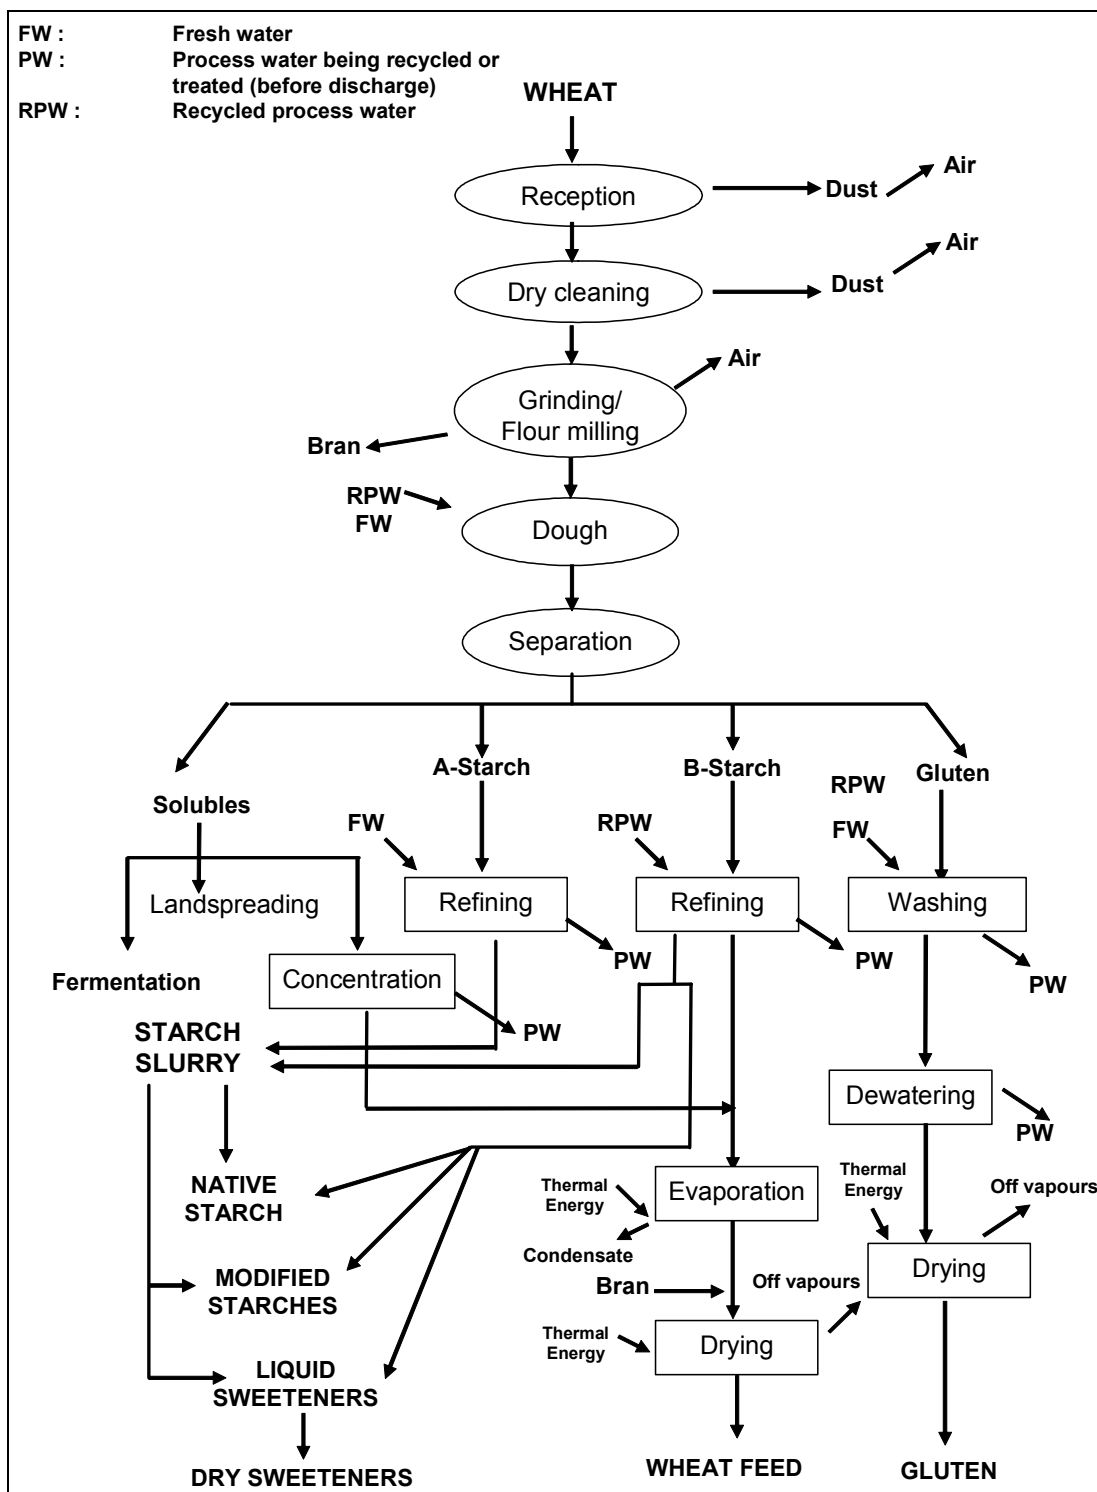 FW : Fresh water
PW : Process water being recycled or
treated (before discharge)
RPW : Recycled process water
WHEAT
Reception
Dust
Air
Dry cleaning
Dust
Air
Air
Grinding/
Flour milling
Bran
RPW
FW
Dough
Separation
Solubles
A-Starch
B-Starch
Gluten
RPW
FW
FW
RPW
Landspreading
Refining
Refining
Washing
Fermentation
Concentration
PW
PW
PW
PW
STARCH
SLURRY
Dewatering
PW
NATIVE
STARCH
Thermal
Energy
Evaporation
Condensate
Thermal
Energy
Off vapours
Drying
MODIFIED
STARCHES
Bran
Off vapours
Thermal
Energy
Drying
LIQUID
SWEETENERS
DRY SWEETENERS
WHEAT FEED
GLUTEN